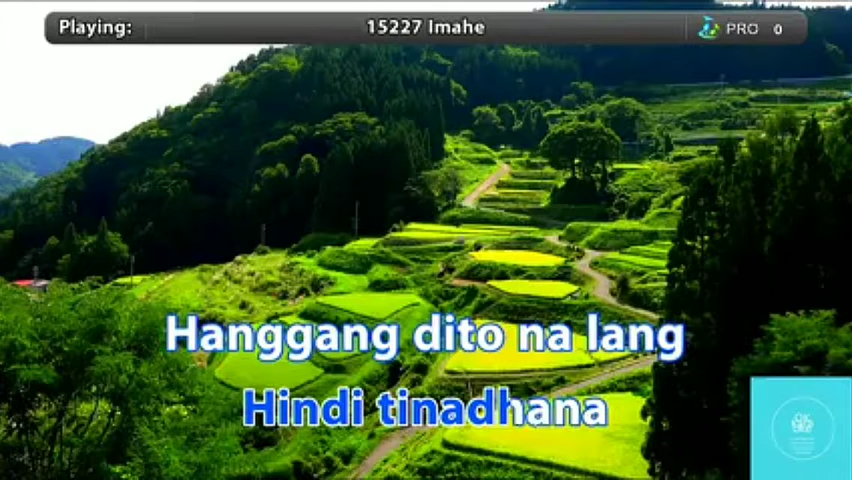 Playing:
15227 Imahe
PRO 0
Hanggang dito na lang
Hindi tinadhana